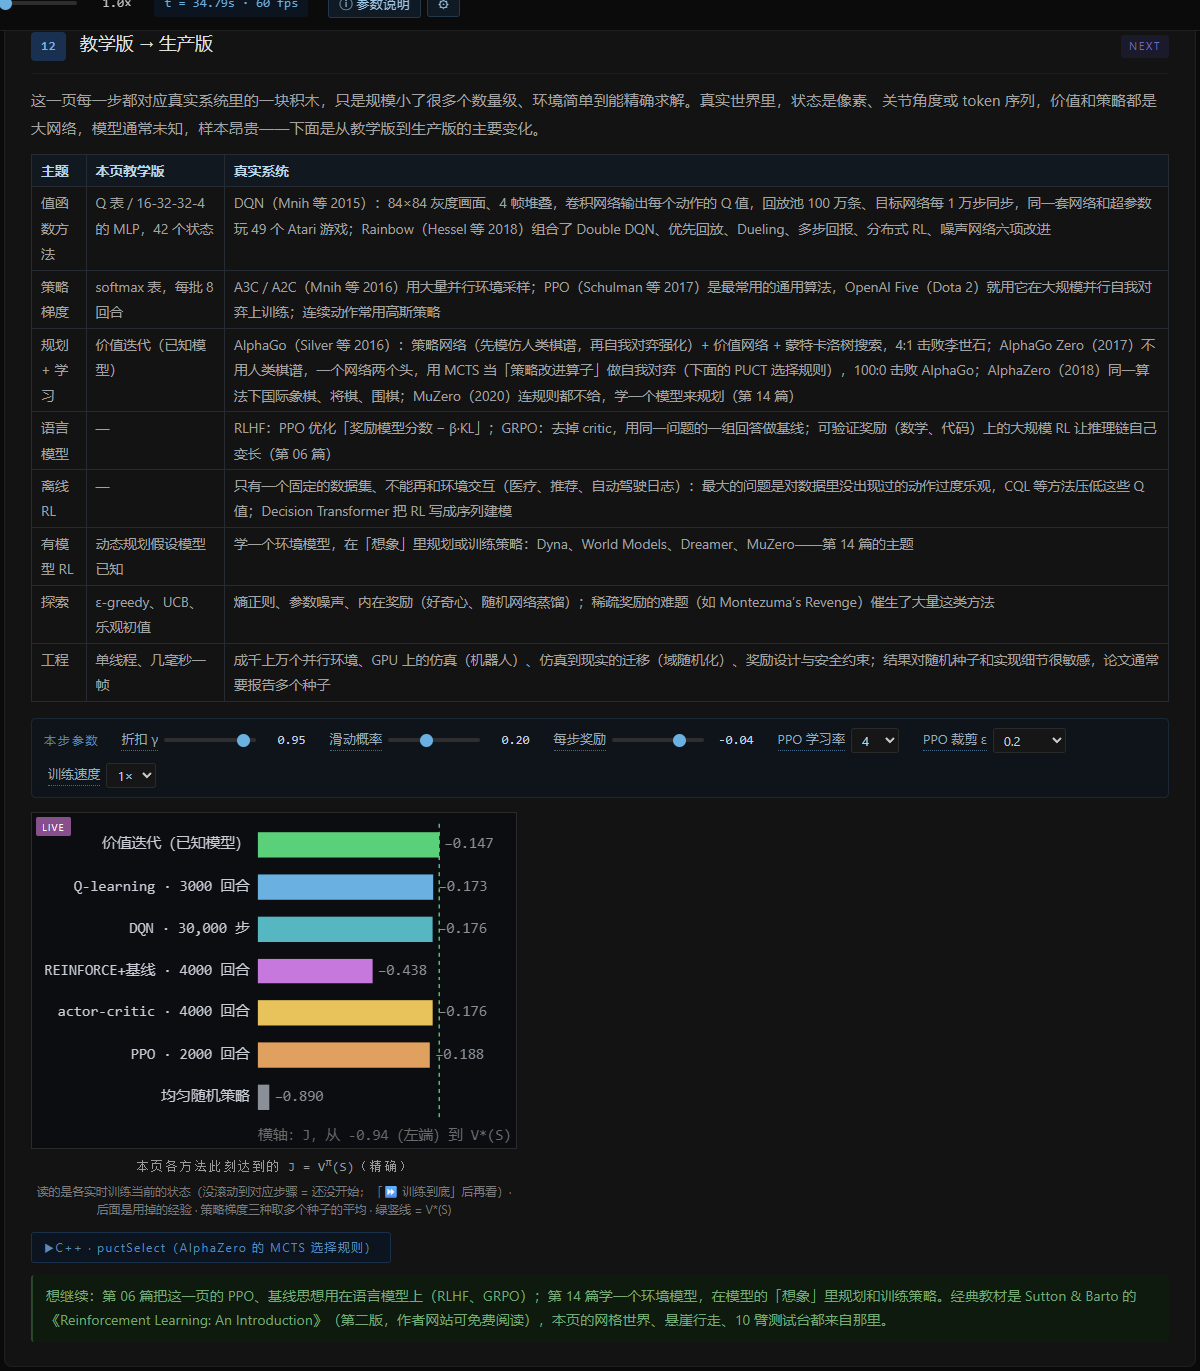 1.0x
t = 34.79s · 60 fps
ⓘ 参数说明
⚙
12
教学版 → 生产版
NEXT
这一页每一步都对应真实系统里的一块积木，只是规模小了很多个数量级、环境简单到能精确求解。真实世界里，状态是像素、关节角度或 token 序列，价值和策略都是
大网络，模型通常未知，样本昂贵——下面是从教学版到生产版的主要变化。
主题
本页教学版
真实系统
值函
数方
法
Q 表 / 16-32-32-4
的 MLP，42 个状态
DQN（Mnih 等 2015）：84×84 灰度画面、4 帧堆叠，卷积网络输出每个动作的 Q 值，回放池 100 万条、目标网络每 1 万步同步，同一套网络和超参数
玩 49 个 Atari 游戏；Rainbow（Hessel 等 2018）组合了 Double DQN、优先回放、Dueling、多步回报、分布式 RL、噪声网络六项改进
策略
梯度
softmax 表，每批 8
回合
A3C / A2C（Mnih 等 2016）用大量并行环境采样；PPO（Schulman 等 2017）是最常用的通用算法，OpenAI Five（Dota 2）就用它在大规模并行自我对
弈上训练；连续动作常用高斯策略
规划
+ 学
习
价值迭代（已知模
型）
AlphaGo（Silver 等 2016）：策略网络（先模仿人类棋谱，再自我对弈强化）+ 价值网络 + 蒙特卡洛树搜索，4:1 击败李世石；AlphaGo Zero（2017）不
用人类棋谱，一个网络两个头，用 MCTS 当「策略改进算子」做自我对弈（下面的 PUCT 选择规则），100:0 击败 AlphaGo；AlphaZero（2018）同一算
法下国际象棋、将棋、围棋；MuZero（2020）连规则都不给，学一个模型来规划（第 14 篇）
语言
模型
—
RLHF：PPO 优化「奖励模型分数 − β·KL」；GRPO：去掉 critic，用同一问题的一组回答做基线；可验证奖励（数学、代码）上的大规模 RL 让推理链自己
变长（第 06 篇）
离线
RL
—
只有一个固定的数据集、不能再和环境交互（医疗、推荐、自动驾驶日志）：最大的问题是对数据里没出现过的动作过度乐观，CQL 等方法压低这些 Q
值；Decision Transformer 把 RL 写成序列建模
有模
型 RL
动态规划假设模型
已知
学一个环境模型，在「想象」里规划或训练策略：Dyna、World Models、Dreamer、MuZero——第 14 篇的主题
探索
ε-greedy、UCB、
乐观初值
熵正则、参数噪声、内在奖励（好奇心、随机网络蒸馏）；稀疏奖励的难题（如 Montezuma's Revenge）催生了大量这类方法
工程
单线程、几毫秒一
帧
成千上万个并行环境、GPU 上的仿真（机器人）、仿真到现实的迁移（域随机化）、奖励设计与安全约束；结果对随机种子和实现细节很敏感，论文通常
要报告多个种子
本步参数
折扣 γ
0.95
滑动概率
0.20
每步奖励
-0.04
PPO 学习率
4
PPO 裁剪 ε
0.2
训练速度
1×
LIVE
价值迭代（已知模型）
−0.147
Q-learning · 3000 回合
−0.173
DQN · 30,000 步
−0.176
REINFORCE+基线 · 4000 回合
−0.438
actor-critic · 4000 回合
−0.176
PPO · 2000 回合
−0.188
均匀随机策略
−0.890
横轴：J，从 -0.94（左端）到 V*(S)
本页各方法此刻达到的 J = Vπ(S)（精确）
读的是各实时训练当前的状态（没滚动到对应步骤 = 还没开始；「⏩ 训练到底」后再看）·
后面是用掉的经验 · 策略梯度三种取多个种子的平均 · 绿竖线 = V*(S)
▶C++ · puctSelect（AlphaZero 的 MCTS 选择规则）
想继续：第 06 篇把这一页的 PPO、基线思想用在语言模型上（RLHF、GRPO）；第 14 篇学一个环境模型，在模型的「想象」里规划和训练策略。经典教材是 Sutton & Barto 的
《Reinforcement Learning: An Introduction》（第二版，作者网站可免费阅读），本页的网格世界、悬崖行走、10 臂测试台都来自那里。